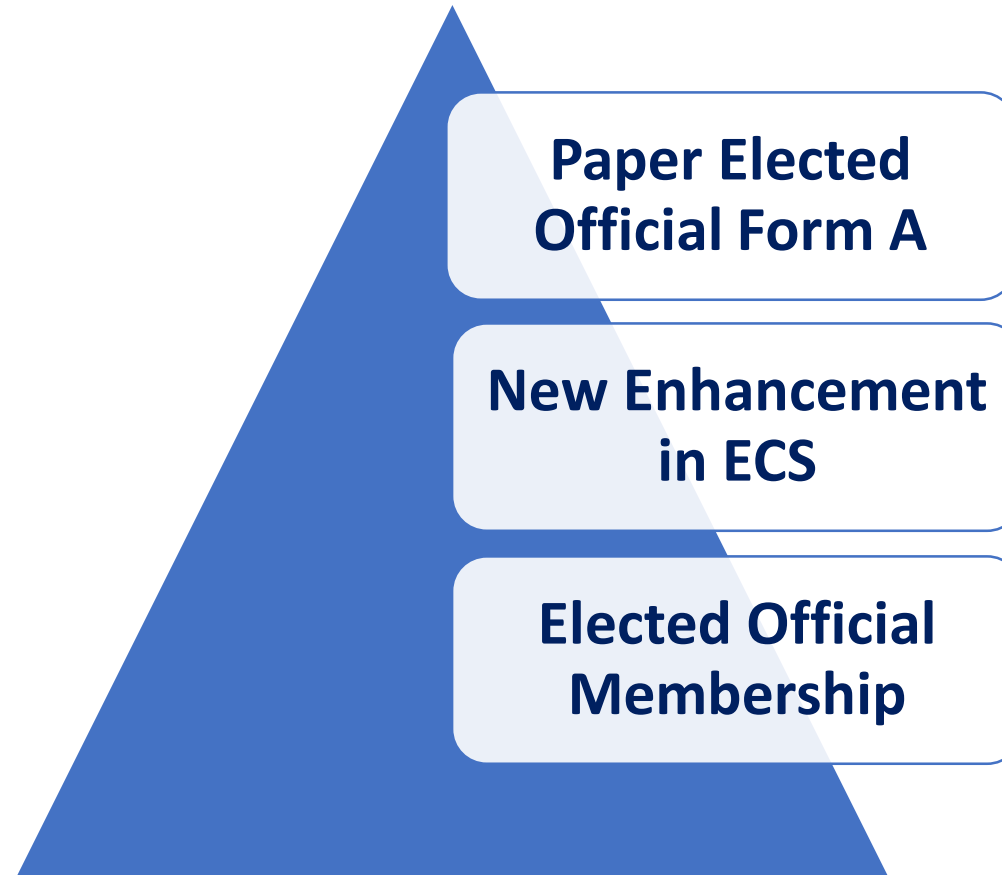 Paper Elected
Official Form A
New Enhancement
in ECS
Elected Official
Membership